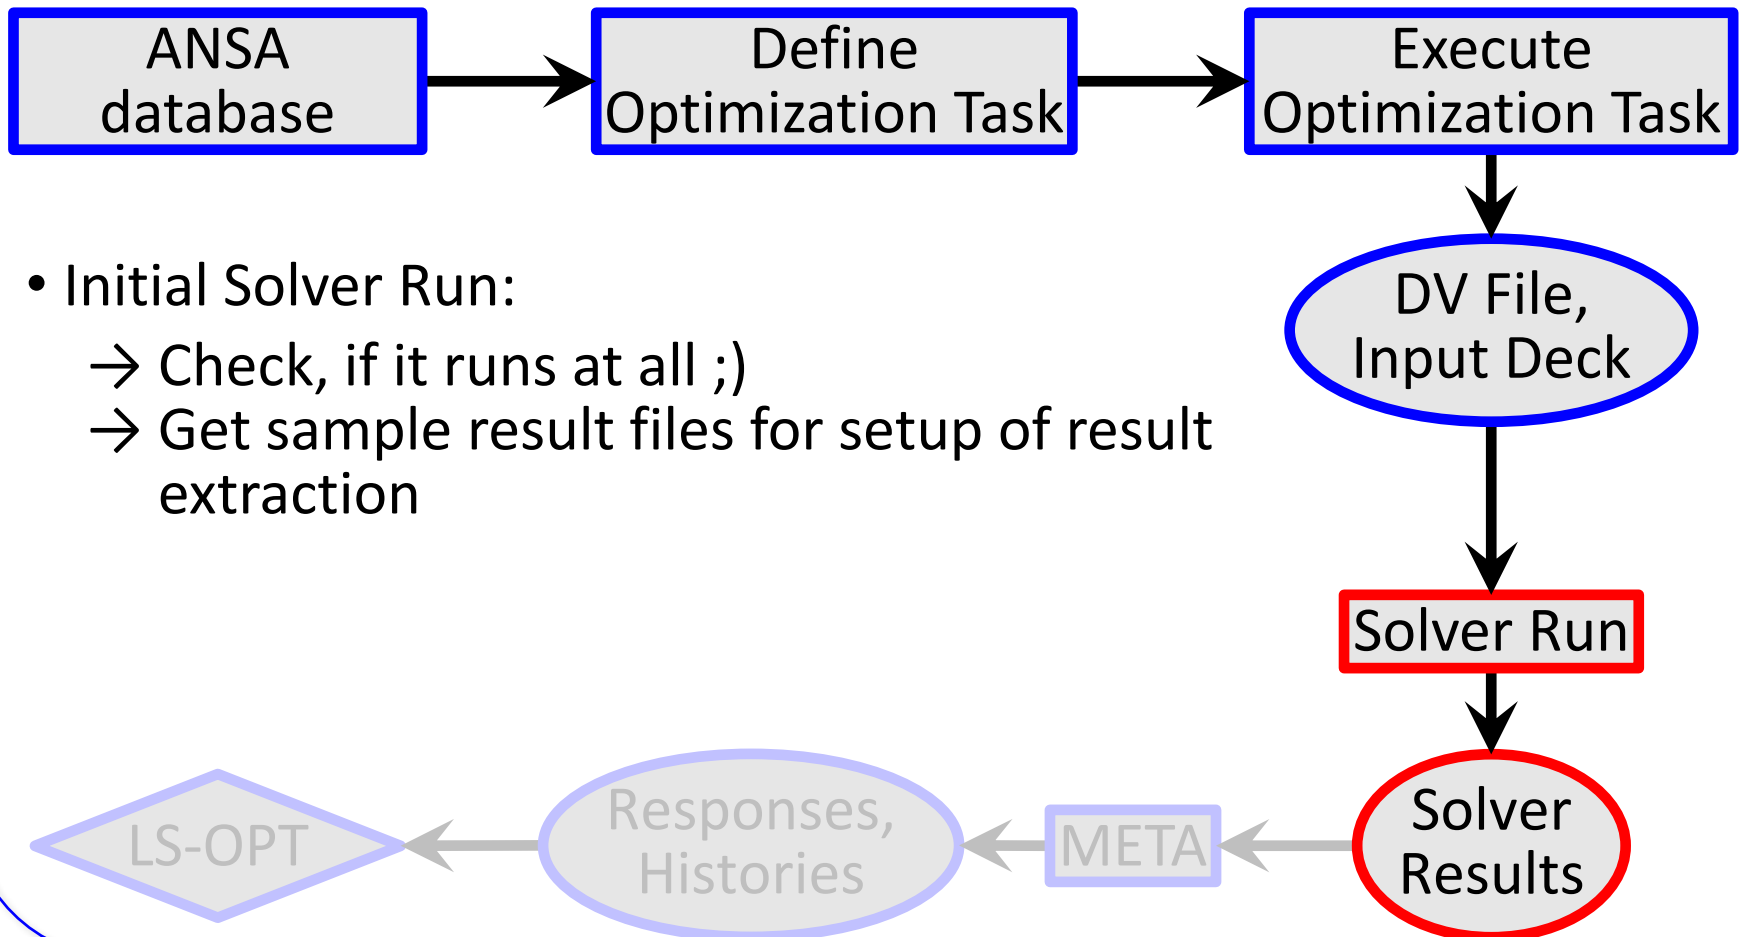 ANSA
database
Define
Optimization Task
Execute
Optimization Task
• Initial Solver Run:
→ Check, if it runs at all ;)
→ Get sample result files for setup of result
extraction
DV File,
Input Deck
Solver Run
Solver
Results
META
Responses,
Histories
LS-OPT